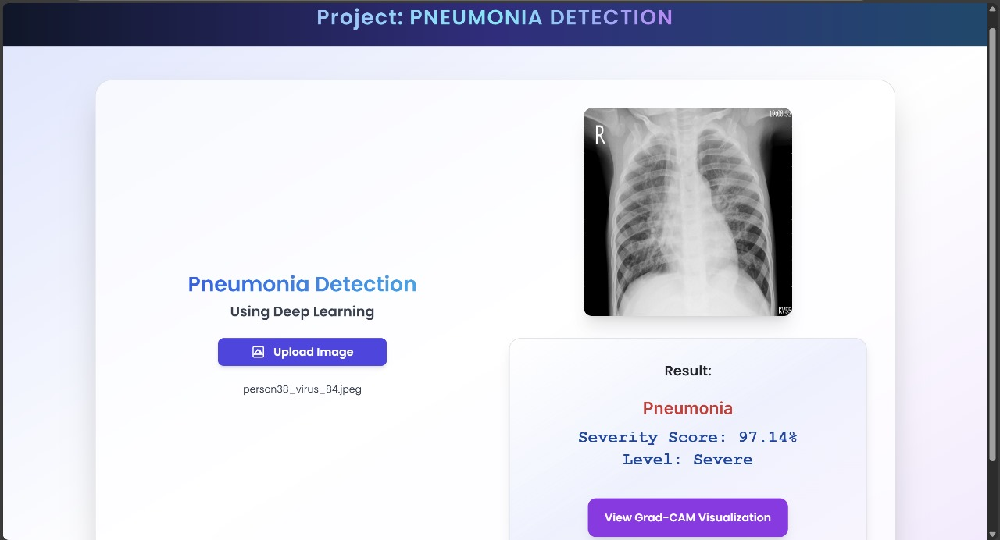 Project: PNEUMONIA DETECTION
Pneumonia Detection
Using Deep Learning
Upload Image
person38_virus_84.jpeg
R
Result:
Pneumonia
Severity Score: 97.14%
Level: Severe
View Grad-CAM Visualization